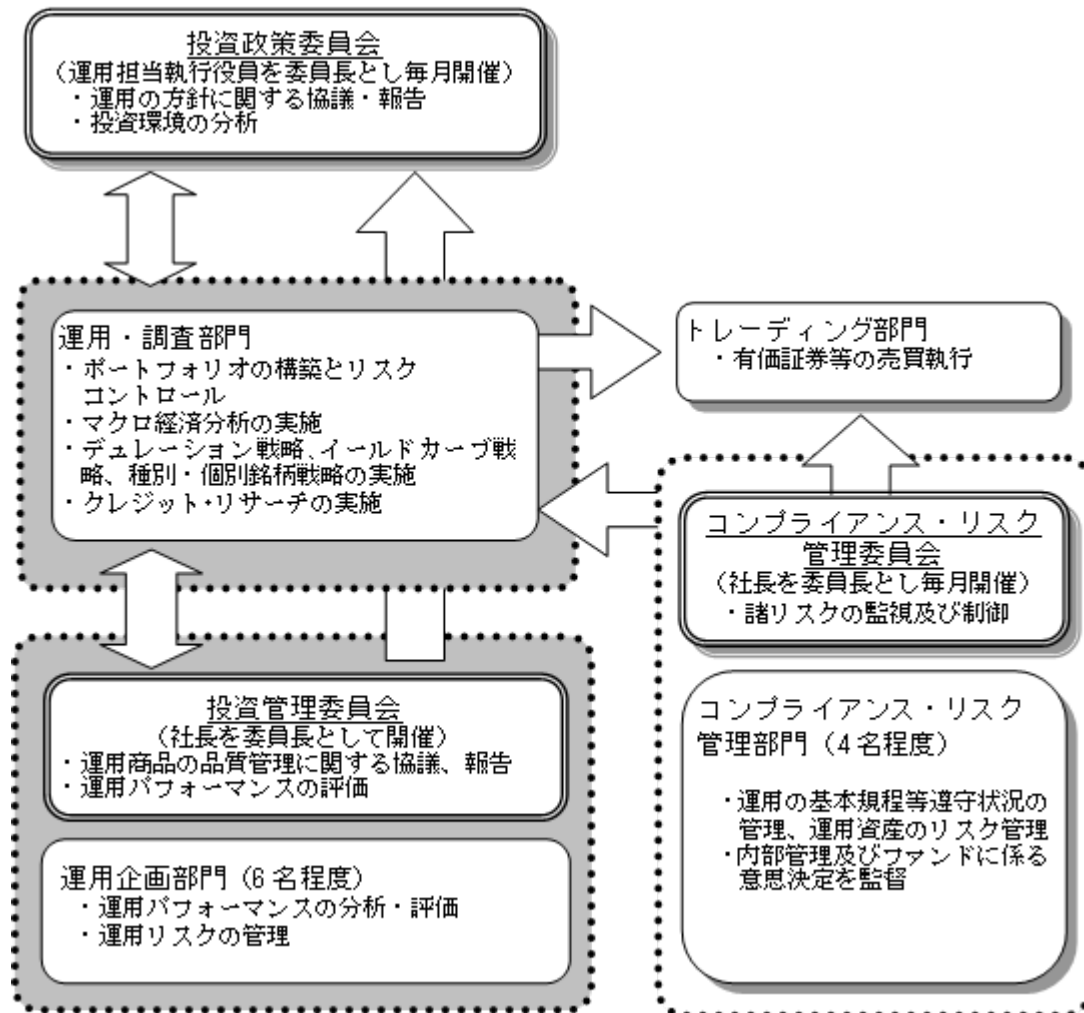 投資政策委員会
（運用担当執行役員を委員長とし毎月開催）
・運用の方針に関する協議・報告
・投資環境の分析
運用・調査部門
・ポートフォリオの構築とリスク
コントロール
・マクロ経済分析の実施
・デュレーション戦略、イールドカーブ戦
略、種別・個別銘柄戦略の実施
・クレジット・リサーチの実施
トレーディング部門
・有価証券等の売買執行
コンプライアンス・リスク
管理委員会
（社長を委員長とし毎月開催）
・諸リスクの監視及び制御
投資管理委員会
（社長を委員長として開催）
・運用商品の品質管理に関する協議、報告
・運用パフォーマンスの評価
運用企画部門（6名程度）
・運用パフォーマンスの分析・評価
・運用リスクの管理
コンプライアンス・リスク
管理部門（4名程度）
・運用の基本規程等遵守状況の
管理、運用資産のリスク管理
・内部管理及びファンドに係る
意思決定を監督